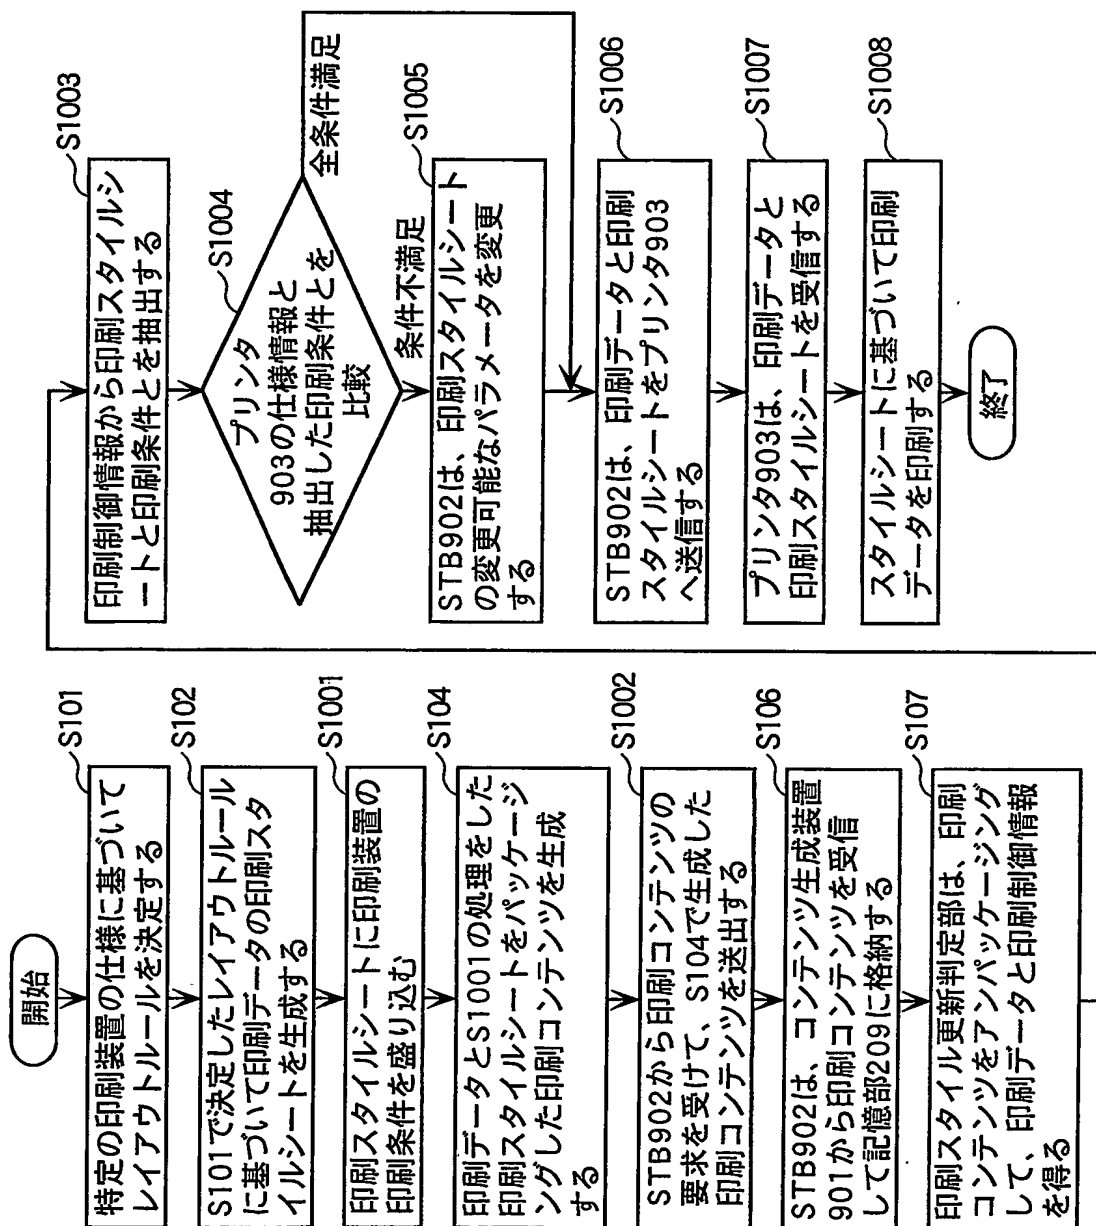 開始
S101
特定の印刷装置の仕様に基づいて
レイアウトルールを決定する
S102
S101で決定したレイアウトルール
に基づいて印刷データの印刷スタ
イルシートを生成する
S1001
印刷スタイルシートに印刷装置の
印刷条件を盛り込む
S104
印刷データとS1001の処理をした
印刷スタイルシートをパッケージ
ングした印刷コンテンツを生成
する
S1002
STB902から印刷コンテンツの
要求を受けて、S104で生成した
印刷コンテンツを送出する
S106
STB902は、コンテンツ生成装置
901から印刷コンテンツを受信
して記憶部209に格納する
S107
印刷スタイル更新判定部は、印刷
コンテンツをアンパッケージング
して、印刷データと印刷制御情報
を得る
S1003
印刷制御情報から印刷スタイルシ
ートと印刷条件とを抽出する
S1004
プリンタ
903の仕様情報と
抽出した印刷条件とを
比較
全条件満足
条件不満足
S1005
STB902は、印刷スタイルシート
の変更可能なパラメータを変更
する
S1006
STB902は、印刷データと印刷
スタイルシートをプリンタ903
へ送信する
S1007
プリンタ903は、印刷データと
印刷スタイルシートを受信する
S1008
スタイルシートに基づいて印刷
データを印刷する
終了